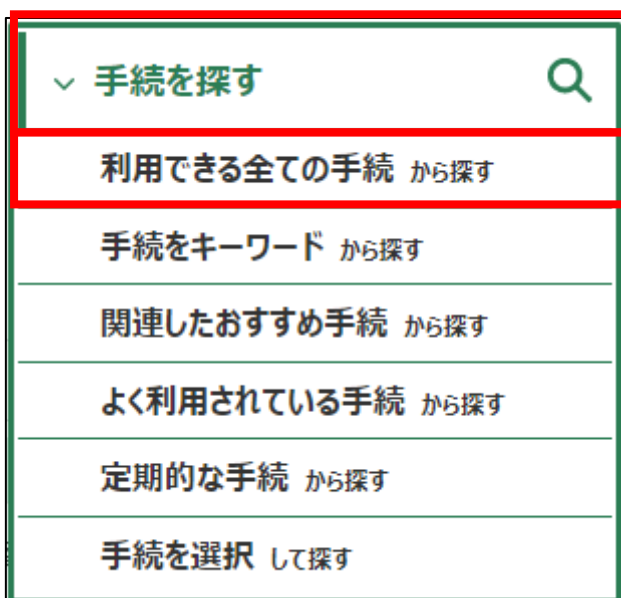 手続を探す
利用できる全ての手続 から探す
手続をキーワード から探す
関連したおすすめ手続 から探す
よく利用されている手続 から探す
定期的な手続 から探す
手続を選択 して探す